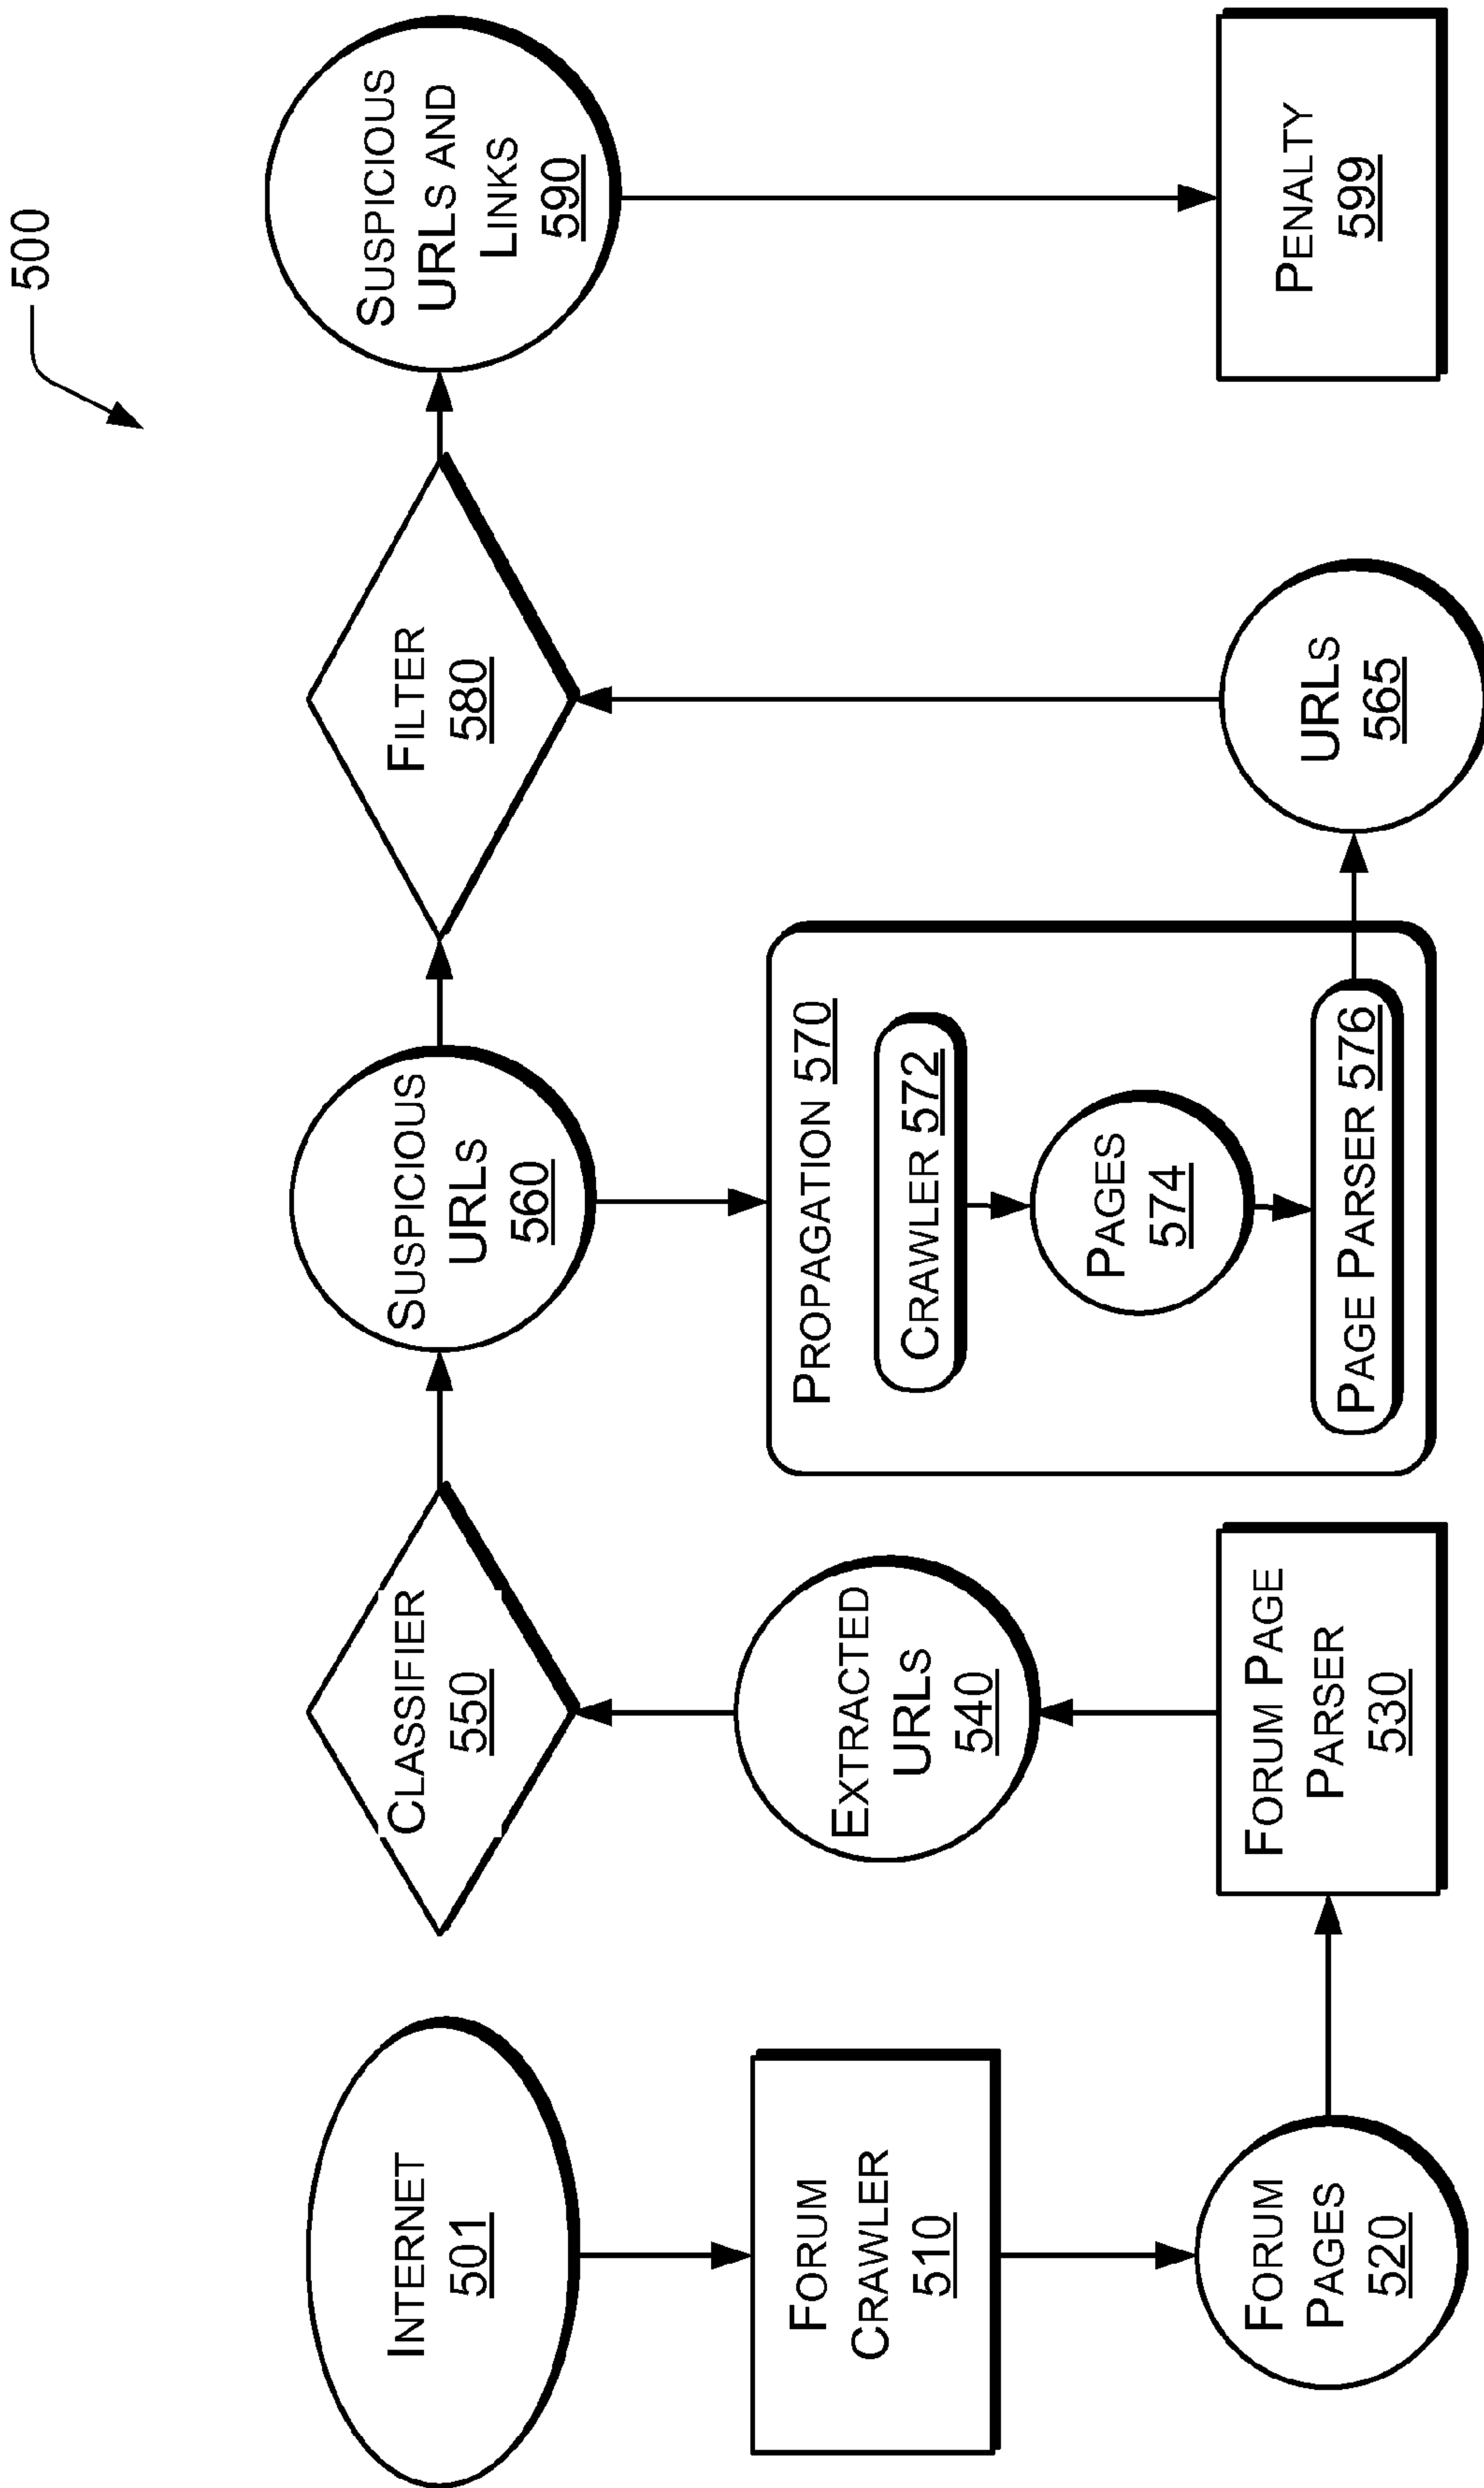 500
INTERNET
501
FORUM
CRAWLER
510
FORUM
PAGES
520
FORUM PAGE
PARSER
530
EXTRACTED
URLS
540
CLASSIFIER
550
SUSPICIOUS
URLS
560
PROPAGATION 570
CRAWLER 572
PAGES
574
PAGE PARSER 576
URLS
565
FILTER
580
SUSPICIOUS
URLS AND
LINKS
590
PENALTY
599